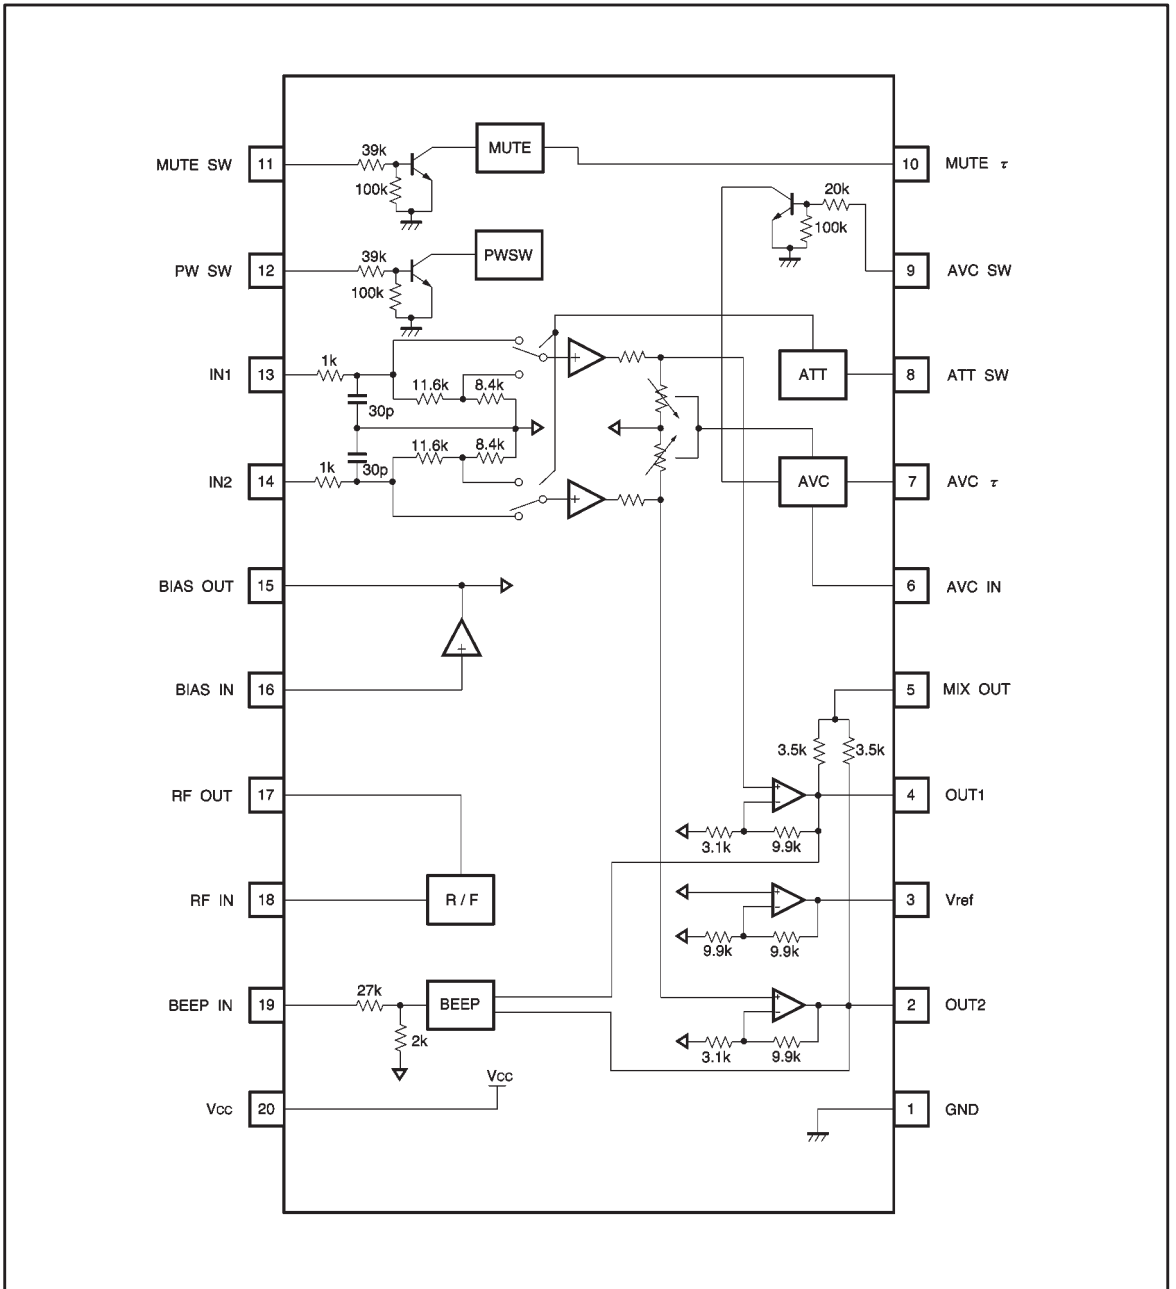 MUTE SW 11 39k 100k MUTE 10 MUTE τ
20k
100k
PW SW 12 39k 100k PWSW 9 AVC SW
IN1 13 1k 11.6k 8.4k + ATT 8 ATT SW
30p
11.6k 8.4k
30p
IN2 14 1k + AVC 7 AVC τ
BIAS OUT 15 6 AVC IN
+
BIAS IN 16 5 MIX OUT
3.5k 3.5k
RF OUT 17 + − 4 OUT1
3.1k 9.9k
RF IN 18 R / F + − 3 Vref
9.9k 9.9k
BEEP IN 19 27k BEEP + − 2 OUT2
2k 3.1k 9.9k
Vcc
Vcc 20 1 GND